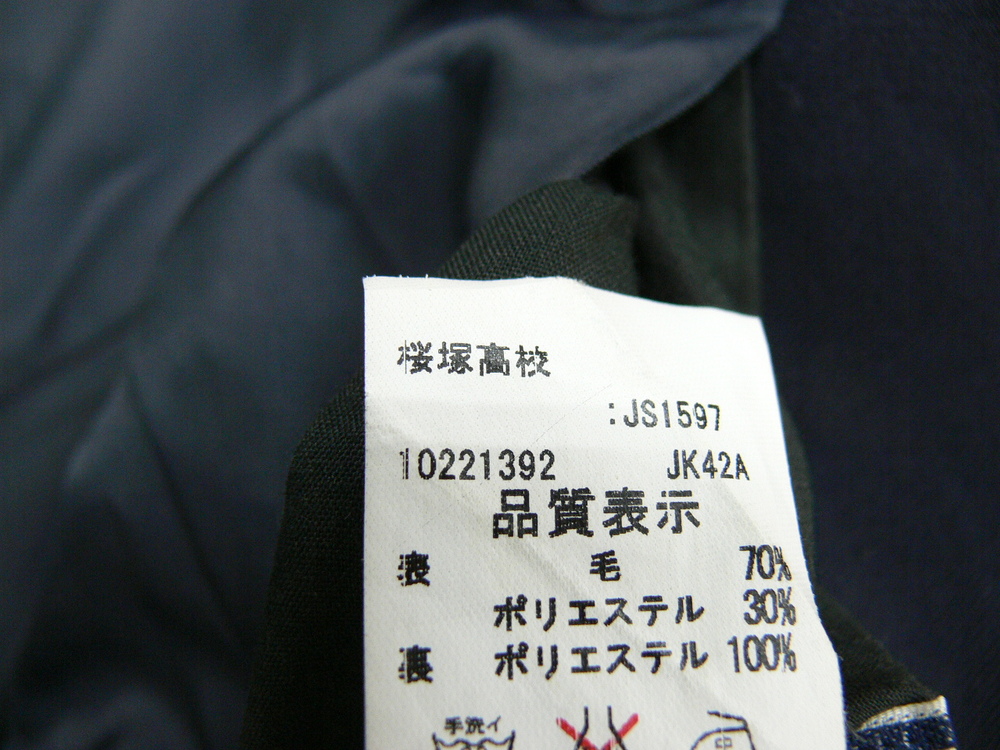 桜塚高校
:JS1597
10221392 JK42A
品質表示
表 毛 70%
ポリエステル 30%
裏 ポリエステル 100%
手洗イ
中